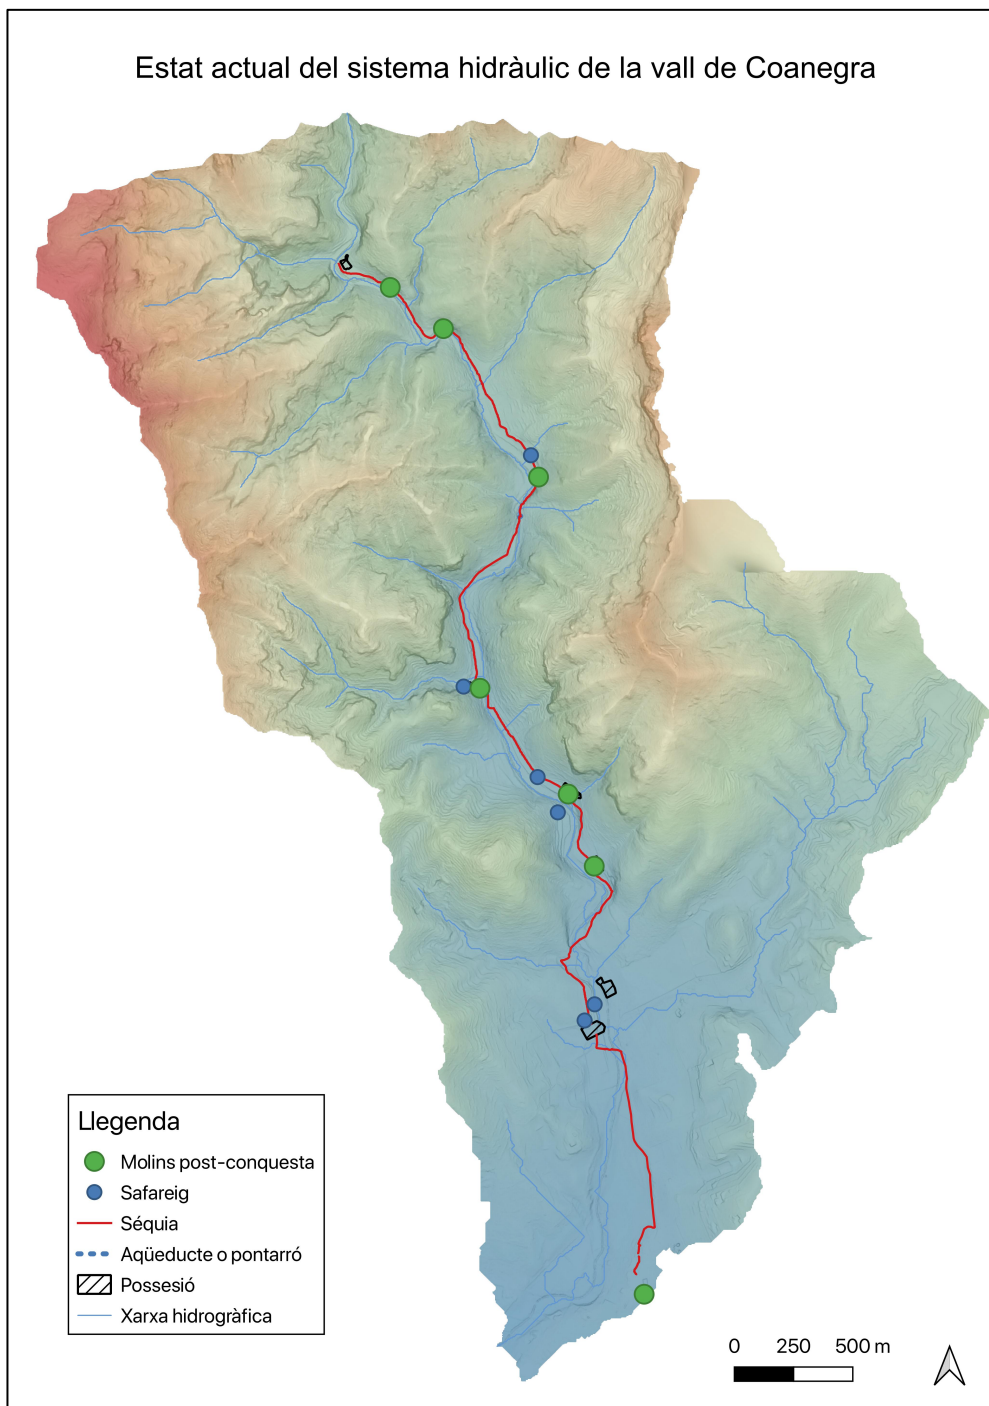 Estat actual del sistema hidràulic de la vall de Coanegra
Llegenda
Molins post-conquesta
Safareig
Séquia
Aqüeducte o pontarró
Possesió
Xarxa hidrogràfica
0 250 500 m